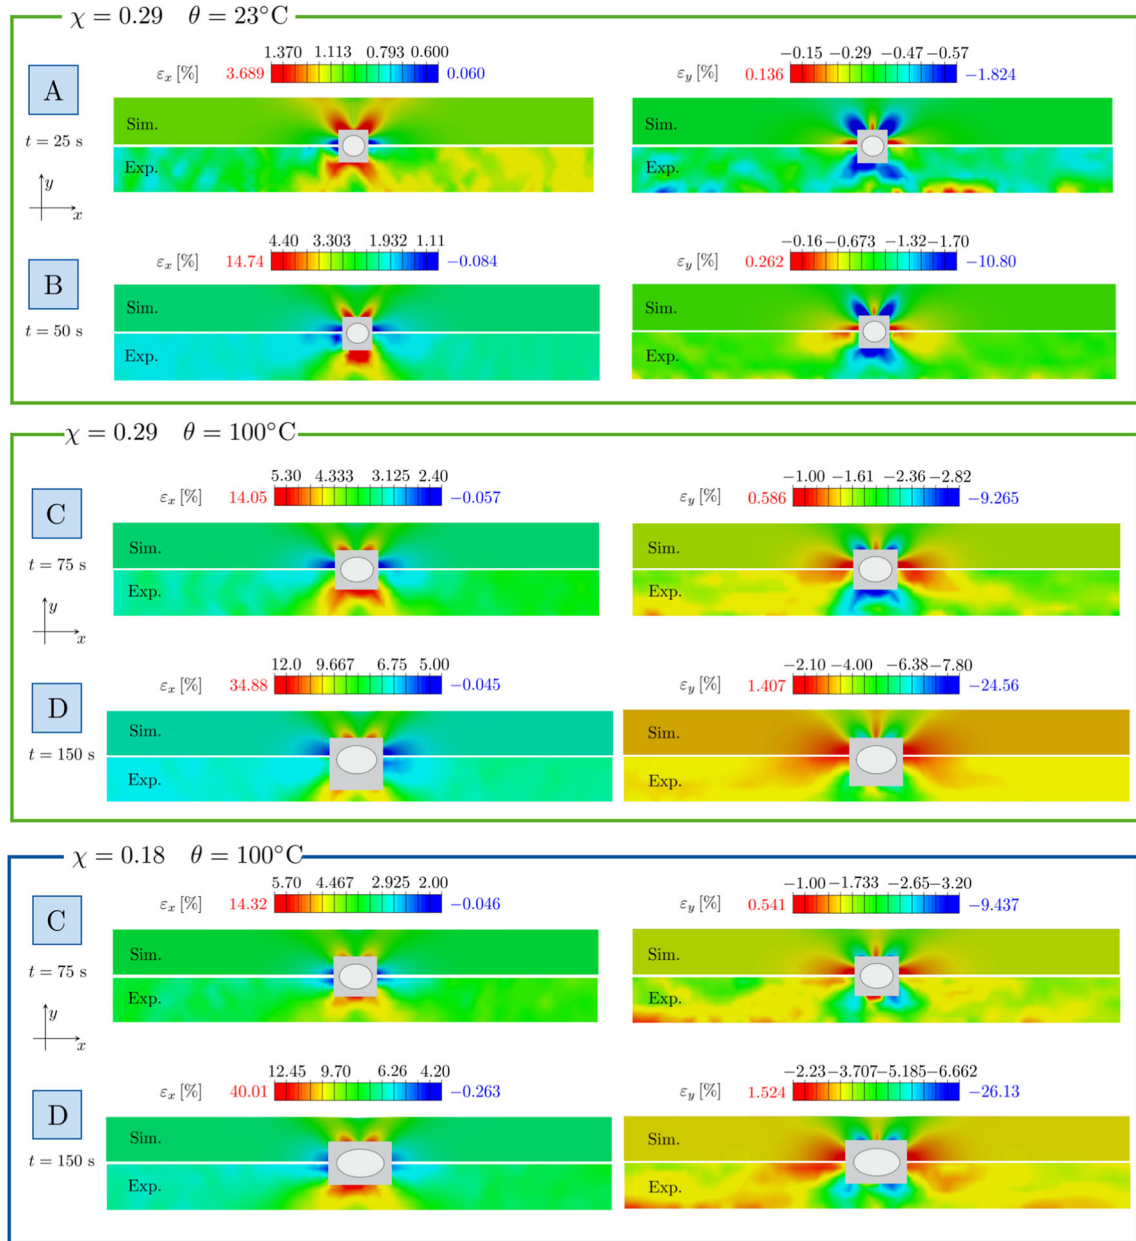 χ = 0.29 θ = 23°C
A
t = 25 s
y
x
1.370 1.113 0.793 0.600
εx [%] 3.689 0.060
Sim.
Exp.
−0.15 −0.29 −0.47 −0.57
εy [%] 0.136 −1.824
Sim.
Exp.
B
t = 50 s
4.40 3.303 1.932 1.11
εx [%] 14.74 −0.084
Sim.
Exp.
−0.16 −0.673 −1.32 −1.70
εy [%] 0.262 −10.80
Sim.
Exp.
χ = 0.29 θ = 100°C
C
t = 75 s
y
x
5.30 4.333 3.125 2.40
εx [%] 14.05 −0.057
Sim.
Exp.
−1.00 −1.61 −2.36 −2.82
εy [%] 0.586 −9.265
Sim.
Exp.
D
t = 150 s
12.0 9.667 6.75 5.00
εx [%] 34.88 −0.045
Sim.
Exp.
−2.10 −4.00 −6.38 −7.80
εy [%] 1.407 −24.56
Sim.
Exp.
χ = 0.18 θ = 100°C
C
t = 75 s
y
x
5.70 4.467 2.925 2.00
εx [%] 14.32 −0.046
Sim.
Exp.
−1.00 −1.733 −2.65 −3.20
εy [%] 0.541 −9.437
Sim.
Exp.
D
t = 150 s
12.45 9.70 6.26 4.20
εx [%] 40.01 −0.263
Sim.
Exp.
−2.23 −3.707 −5.185 −6.662
εy [%] 1.524 −26.13
Sim.
Exp.